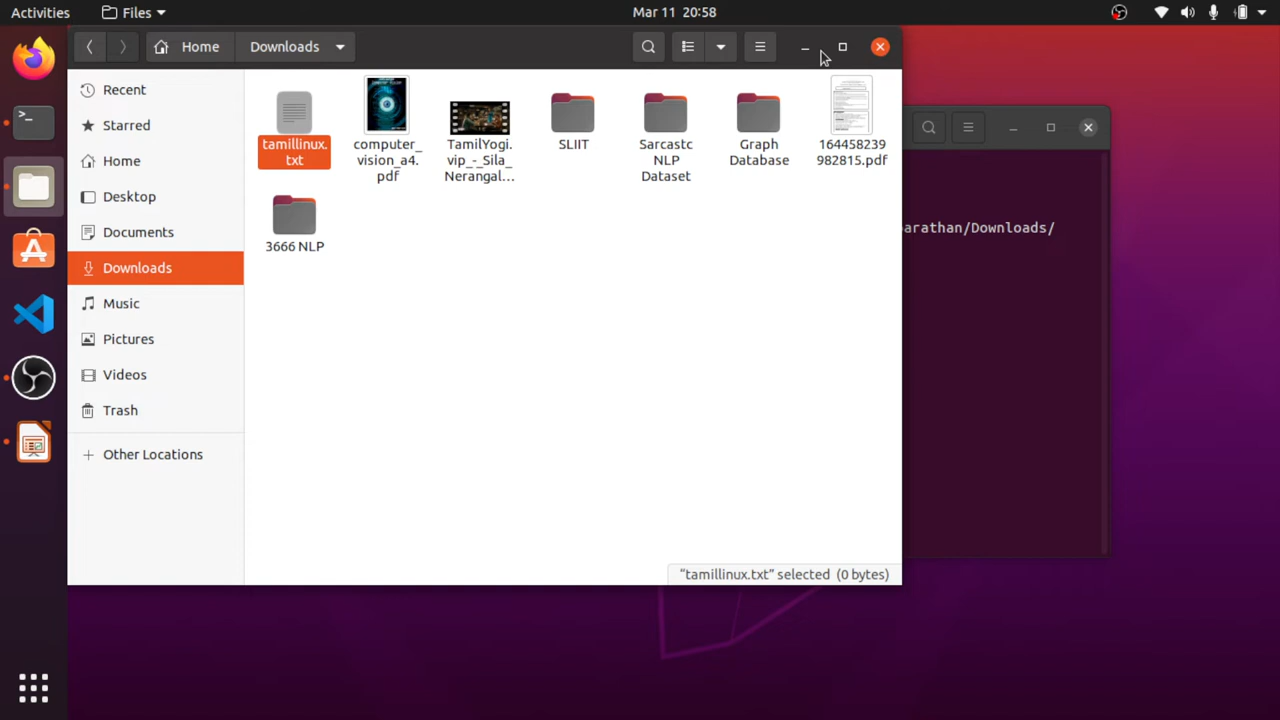 Activities
Files
Mar 11 20:58
Home
Downloads
Recent
Starred
Home
Desktop
Documents
Downloads
Music
Pictures
Videos
Trash
Other Locations
tamillinux.
txt
computer_
vision_a4.
pdf
TamilYogi.
vip_-_Sila_
Nerangal…
SLIIT
Sarcastc
NLP
Dataset
Graph
Database
164458239
982815.pdf
3666 NLP
"tamillinux.txt" selected (0 bytes)
arathan/Downloads/